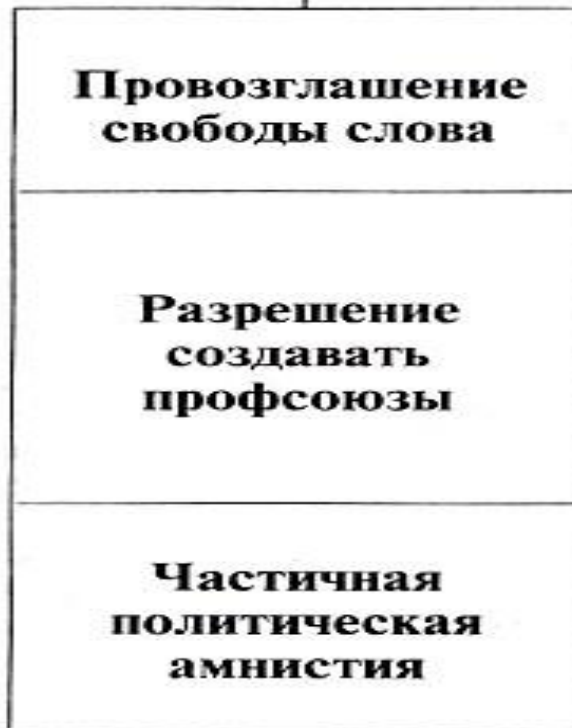 Провозглашение
свободы слова
Разрешение
создавать
профсоюзы
Частичная
политическая
амнистия